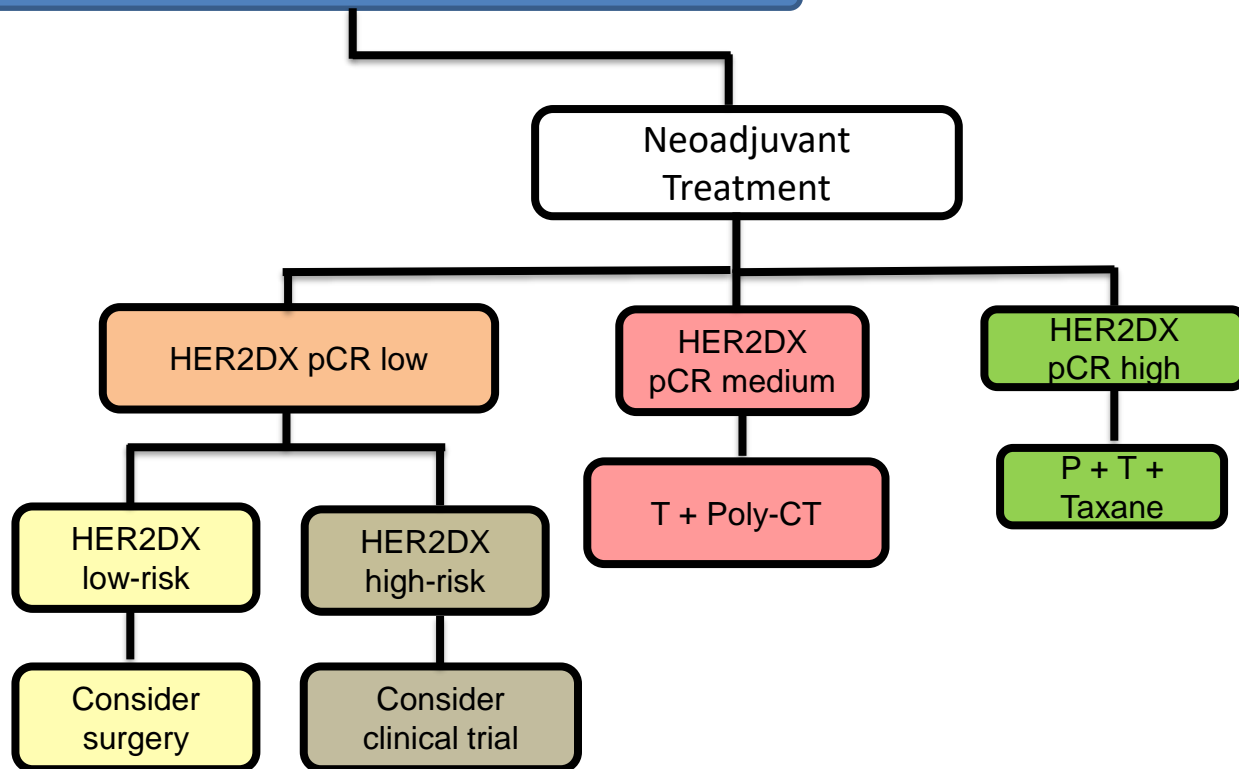 Neoadjuvant
Treatment
HER2DX pCR low
HER2DX
pCR medium
HER2DX
pCR high
T + Poly-CT
P + T +
Taxane
HER2DX
low-risk
HER2DX
high-risk
Consider
surgery
Consider
clinical trial